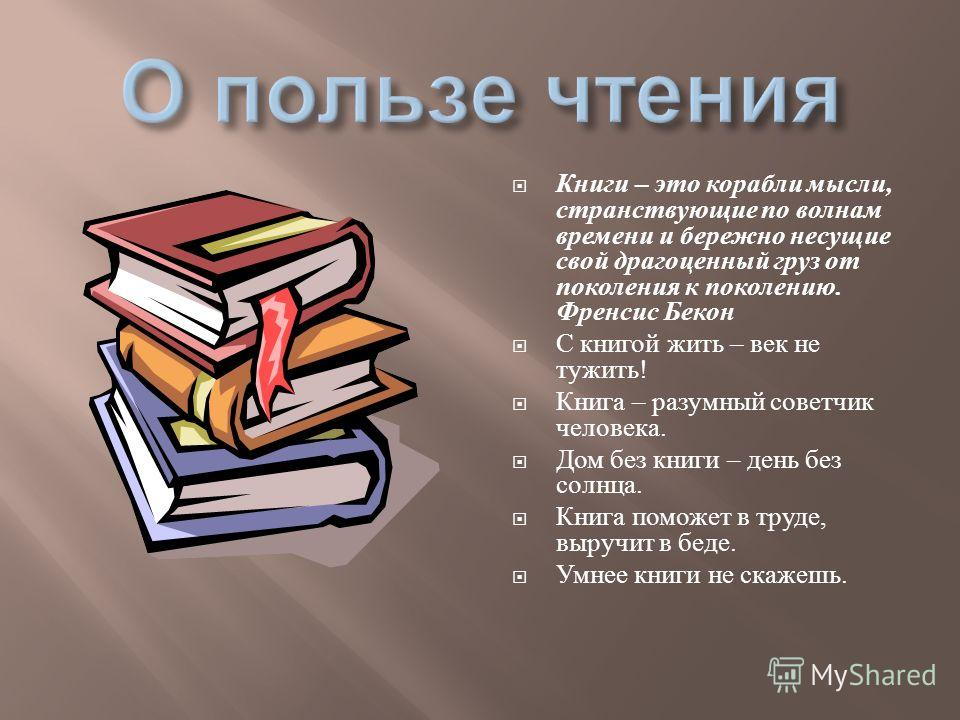 О пользе чтения
Книги – это корабли мысли,
странствующие по волнам
времени и бережно несущие
свой драгоценный груз от
поколения к поколению.
Френсис Бекон
С книгой жить – век не
тужить!
Книга – разумный советчик
человека.
Дом без книги – день без
солнца.
Книга поможет в труде,
выручит в беде.
Умнее книги не скажешь.
MyShared